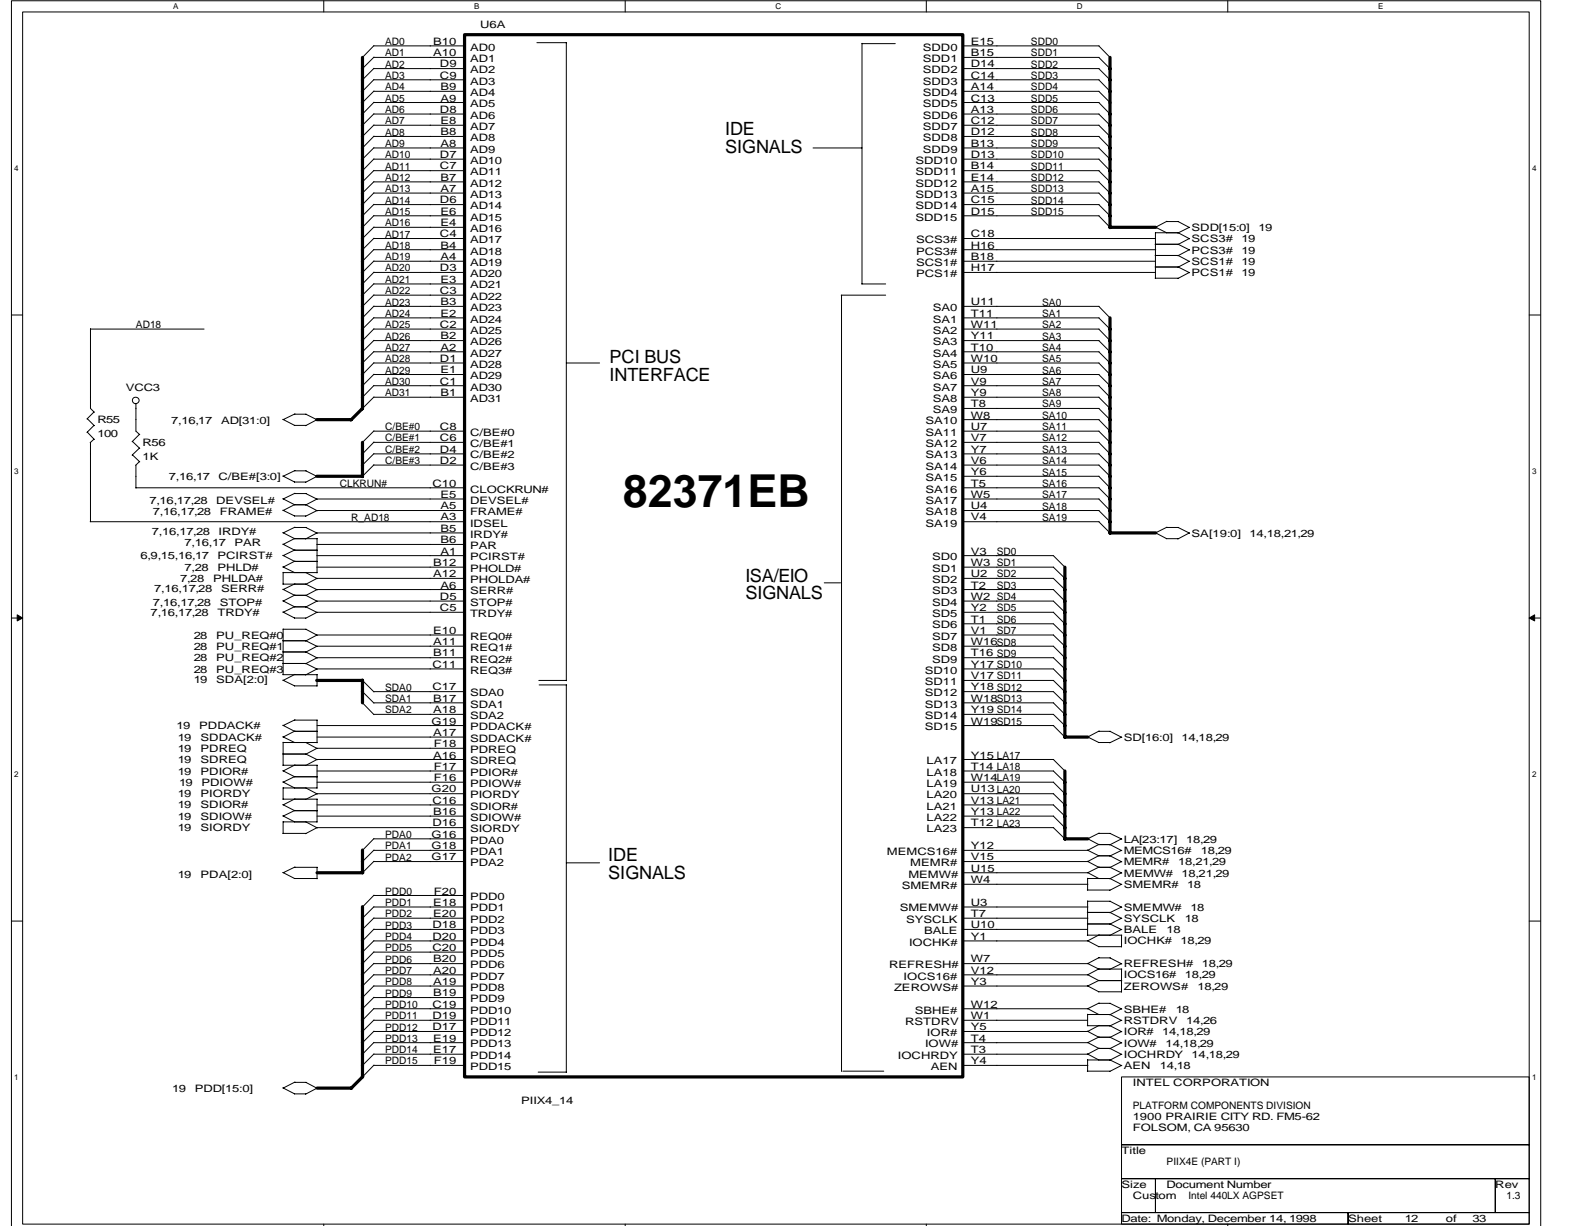 A B C D E
U6A
AD0 B10 AD0
AD1 A10 AD1
AD2 D9 AD2
AD3 C9 AD3
AD4 B9 AD4
AD5 A9 AD5
AD6 D8 AD6
AD7 E8 AD7
AD8 B8 AD8
AD9 A8 AD9
AD10 D7 AD10
AD11 C7 AD11
AD12 B7 AD12
AD13 A7 AD13
AD14 D6 AD14
AD15 E6 AD15
AD16 E4 AD16
AD17 C4 AD17
AD18 B4 AD18
AD19 A4 AD19
AD20 D3 AD20
AD21 E3 AD21
AD22 C3 AD22
AD23 B3 AD23
AD24 E2 AD24
AD25 C2 AD25
AD26 B2 AD26
AD27 A2 AD27
AD28 D1 AD28
AD29 E1 AD29
AD30 C1 AD30
AD31 B1 AD31
AD18
VCC3
R55
100
R56
1K
7,16,17 AD[31:0]
C/BE#0 C8 C/BE#0
C/BE#1 C6 C/BE#1
C/BE#2 D4 C/BE#2
C/BE#3 D2 C/BE#3
7,16,17 C/BE#[3:0]
CLKRUN# C10 CLOCKRUN#
7,16,17,28 DEVSEL# E5 DEVSEL#
7,16,17,28 FRAME# A5 FRAME#
R_AD18 A3 IDSEL
7,16,17,28 IRDY# B5 IRDY#
7,16,17 PAR B6 PAR
6,9,15,16,17 PCIRST# A1 PCIRST#
7,28 PHLD# B12 PHOLD#
7,28 PHLDA# A12 PHOLDA#
7,16,17,28 SERR# A6 SERR#
7,16,17,28 STOP# D5 STOP#
7,16,17,28 TRDY# C5 TRDY#
28 PU_REQ#0 E10 REQ0#
28 PU_REQ#1 A11 REQ1#
28 PU_REQ#2 B11 REQ2#
28 PU_REQ#3 C11 REQ3#
19 SDA[2:0]
SDA0 C17 SDA0
SDA1 B17 SDA1
SDA2 A18 SDA2
19 PDDACK# G19 PDDACK#
19 SDDACK# A17 SDDACK#
19 PDREQ F18 PDREQ
19 SDREQ A16 SDREQ
19 PDIOR# F17 PDIOR#
19 PDIOW# F16 PDIOW#
19 PIORDY G20 PIORDY
19 SDIOR# C16 SDIOR#
19 SDIOW# B16 SDIOW#
19 SIORDY D16 SIORDY
PDA0 G16 PDA0
PDA1 G18 PDA1
PDA2 G17 PDA2
19 PDA[2:0]
PDD0 F20 PDD0
PDD1 E18 PDD1
PDD2 E20 PDD2
PDD3 D18 PDD3
PDD4 D20 PDD4
PDD5 C20 PDD5
PDD6 B20 PDD6
PDD7 A20 PDD7
PDD8 A19 PDD8
PDD9 B19 PDD9
PDD10 C19 PDD10
PDD11 D19 PDD11
PDD12 D17 PDD12
PDD13 E19 PDD13
PDD14 E17 PDD14
PDD15 F19 PDD15
19 PDD[15:0]
PCI BUS
INTERFACE
IDE
SIGNALS
82371EB
IDE
SIGNALS
ISA/EIO
SIGNALS
PIIX4_14
SDD0 E15 SDD0
SDD1 B15 SDD1
SDD2 D14 SDD2
SDD3 C14 SDD3
SDD4 A14 SDD4
SDD5 C13 SDD5
SDD6 A13 SDD6
SDD7 C12 SDD7
SDD8 D12 SDD8
SDD9 B13 SDD9
SDD10 D13 SDD10
SDD11 B14 SDD11
SDD12 E14 SDD12
SDD13 A15 SDD13
SDD14 C15 SDD14
SDD15 D15 SDD15
SDD[15:0] 19
SCS3# C18 SCS3# 19
PCS3# H16 PCS3# 19
SCS1# B18 SCS1# 19
PCS1# H17 PCS1# 19
SA0 U11 SA0
SA1 T11 SA1
SA2 W11 SA2
SA3 Y11 SA3
SA4 T10 SA4
SA5 W10 SA5
SA6 U9 SA6
SA7 V9 SA7
SA8 Y9 SA8
SA9 T8 SA9
SA10 W8 SA10
SA11 U7 SA11
SA12 V7 SA12
SA13 Y7 SA13
SA14 V6 SA14
SA15 Y6 SA15
SA16 T5 SA16
SA17 W5 SA17
SA18 U4 SA18
SA19 V4 SA19
SA[19:0] 14,18,21,29
SD0 V3 SD0
SD1 W3 SD1
SD2 U2 SD2
SD3 T2 SD3
SD4 W2 SD4
SD5 Y2 SD5
SD6 T1 SD6
SD7 V1 SD7
SD8 W16 SD8
SD9 T16 SD9
SD10 Y17 SD10
SD11 V17 SD11
SD12 Y18 SD12
SD13 W18 SD13
SD14 Y19 SD14
SD15 W19 SD15
SD[16:0] 14,18,29
LA17 Y15 LA17
LA18 T14 LA18
LA19 W14 LA19
LA20 U13 LA20
LA21 V13 LA21
LA22 Y13 LA22
LA23 T12 LA23
LA[23:17] 18,29
MEMCS16# Y12 MEMCS16# 18,29
MEMR# V15 MEMR# 18,21,29
MEMW# U15 MEMW# 18,21,29
SMEMR# W4 SMEMR# 18
SMEMW# U3 SMEMW# 18
SYSCLK T7 SYSCLK 18
BALE U10 BALE 18
IOCHK# Y1 IOCHK# 18,29
REFRESH# W7 REFRESH# 18,29
IOCS16# V12 IOCS16# 18,29
ZEROWS# Y3 ZEROWS# 18,29
SBHE# W12 SBHE# 18
RSTDRV W1 RSTDRV 14,26
IOR# Y5 IOR# 14,18,29
IOW# T4 IOW# 14,18,29
IOCHRDY T3 IOCHRDY 14,18,29
AEN Y4 AEN 14,18
4 4
3 3
2 2
1 1
INTEL CORPORATION
PLATFORM COMPONENTS DIVISION
1900 PRAIRIE CITY RD. FM5-62
FOLSOM, CA 95630
Title
PIIX4E (PART I)
Size Document Number Rev
Custom Intel 440LX AGPSET 1.3
Date: Monday, December 14, 1998 Sheet 12 of 33